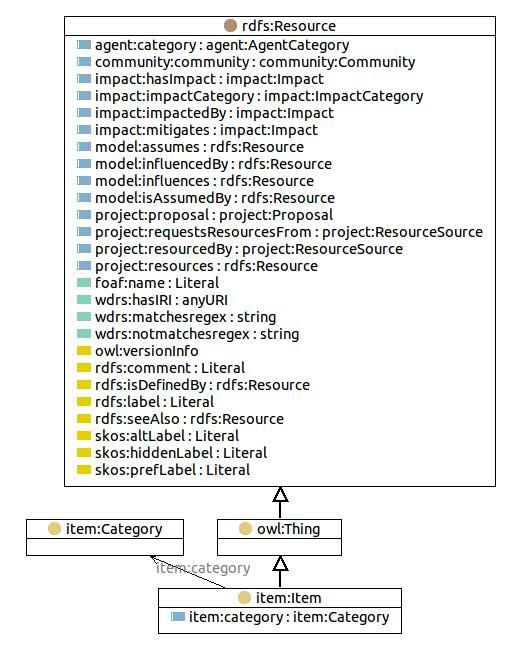 rdfs:Resource
agent:category : agent:AgentCategory
community:community : community:Community
impact:hasImpact : impact:Impact
impact:impactCategory : impact:ImpactCategory
impact:impactedBy : impact:Impact
impact:mitigates : impact:Impact
model:assumes : rdfs:Resource
model:influencedBy : rdfs:Resource
model:influences : rdfs:Resource
model:isAssumedBy : rdfs:Resource
project:proposal : project:Proposal
project:requestsResourcesFrom : project:ResourceSource
project:resourcedBy : project:ResourceSource
project:resources : rdfs:Resource
foaf:name : Literal
wdrs:hasIRI : anyURI
wdrs:matchesregex : string
wdrs:notmatchesregex : string
owl:versionInfo
rdfs:comment : Literal
rdfs:isDefinedBy : rdfs:Resource
rdfs:label : Literal
rdfs:seeAlso : rdfs:Resource
skos:altLabel : Literal
skos:hiddenLabel : Literal
skos:prefLabel : Literal
item:Category
owl:Thing
item:category
item:Item
item:category : item:Category